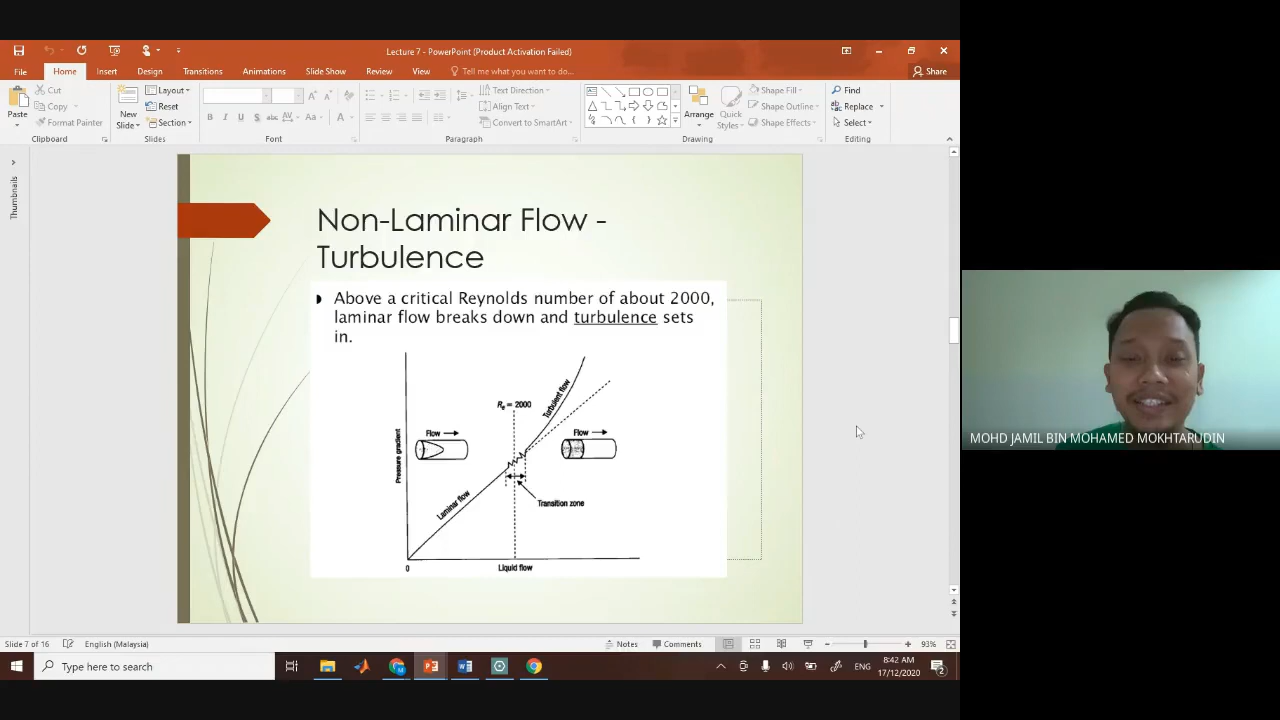 Lecture 7 - PowerPoint (Product Activation Failed)
File Home Insert Design Transitions Animations Slide Show Review View Tell me what you want to do... Share
Paste
Cut
Copy
Format Painter
Clipboard
New Slide
Layout
Reset
Section
Slides
B I U S abc AV Aa A
Font
Text Direction
Align Text
Convert to SmartArt
Paragraph
Arrange
Quick Styles
Shape Fill
Shape Outline
Shape Effects
Drawing
Find
Replace
Select
Editing
Thumbnails
Non-Laminar Flow -
Turbulence
Above a critical Reynolds number of about 2000,
laminar flow breaks down and turbulence sets
in.
Pressure gradient
Flow
Laminar flow
Re = 2000
Turbulent flow
Flow
Transition zone
0
Liquid flow
MOHD JAMIL BIN MOHAMED MOKHTARUDIN
Slide 7 of 16 English (Malaysia) Notes Comments 93%
Type here to search ENG 8:42 AM
17/12/2020 2